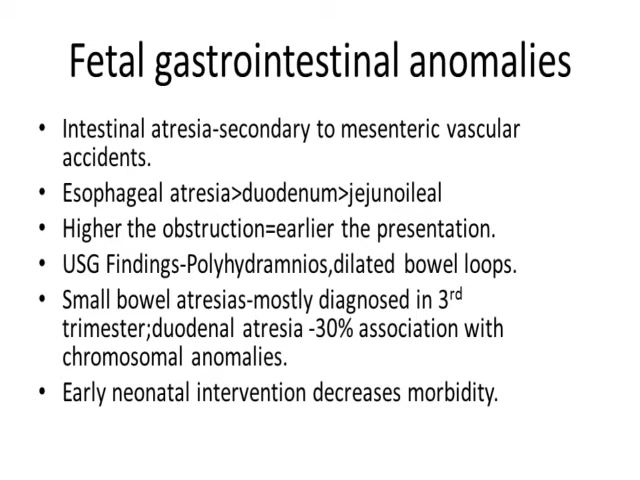 Fetal gastrointestinal anomalies
• Intestinal atresia-secondary to mesenteric vascular
accidents.
• Esophageal atresia>duodenum>jejunoileal
• Higher the obstruction=earlier the presentation.
• USG Findings-Polyhydramnios,dilated bowel loops.
• Small bowel atresias-mostly diagnosed in 3rd
trimester;duodenal atresia -30% association with
chromosomal anomalies.
• Early neonatal intervention decreases morbidity.